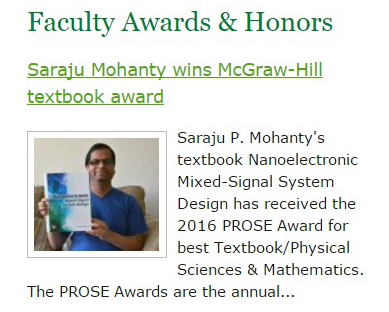 Faculty Awards & Honors
Saraju Mohanty wins McGraw-Hill
textbook award
Saraju P. Mohanty's
textbook Nanoelectronic
Mixed-Signal System
Design has received the
2016 PROSE Award for
best Textbook/Physical
Sciences & Mathematics.
The PROSE Awards are the annual...